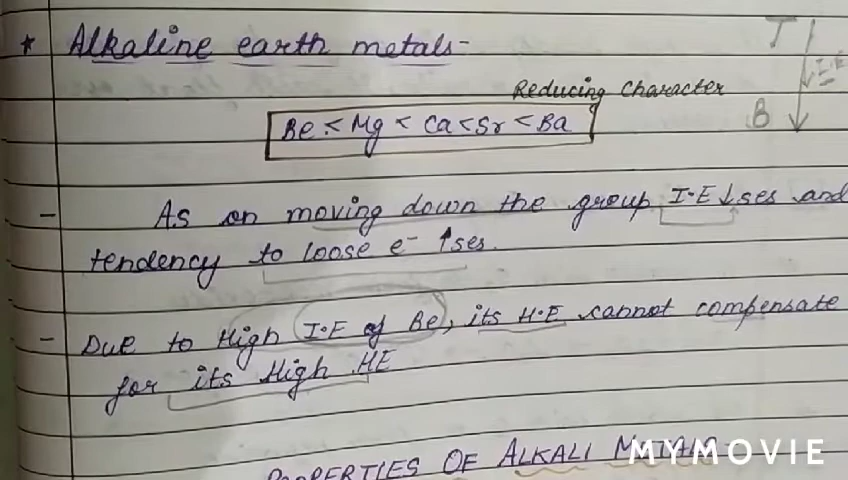 * Alkaline earth metals-
T
I.E
B
Reducing Character
Be < Mg < Ca < Sr < Ba
- As on moving down the group I.E ↓ses and
tendency to loose e⁻ ↑ses.
- Due to High I.E of Be, its H.E cannot compensate
for its High HE
PROPERTIES OF ALKALI METALS-
MYMOVIE